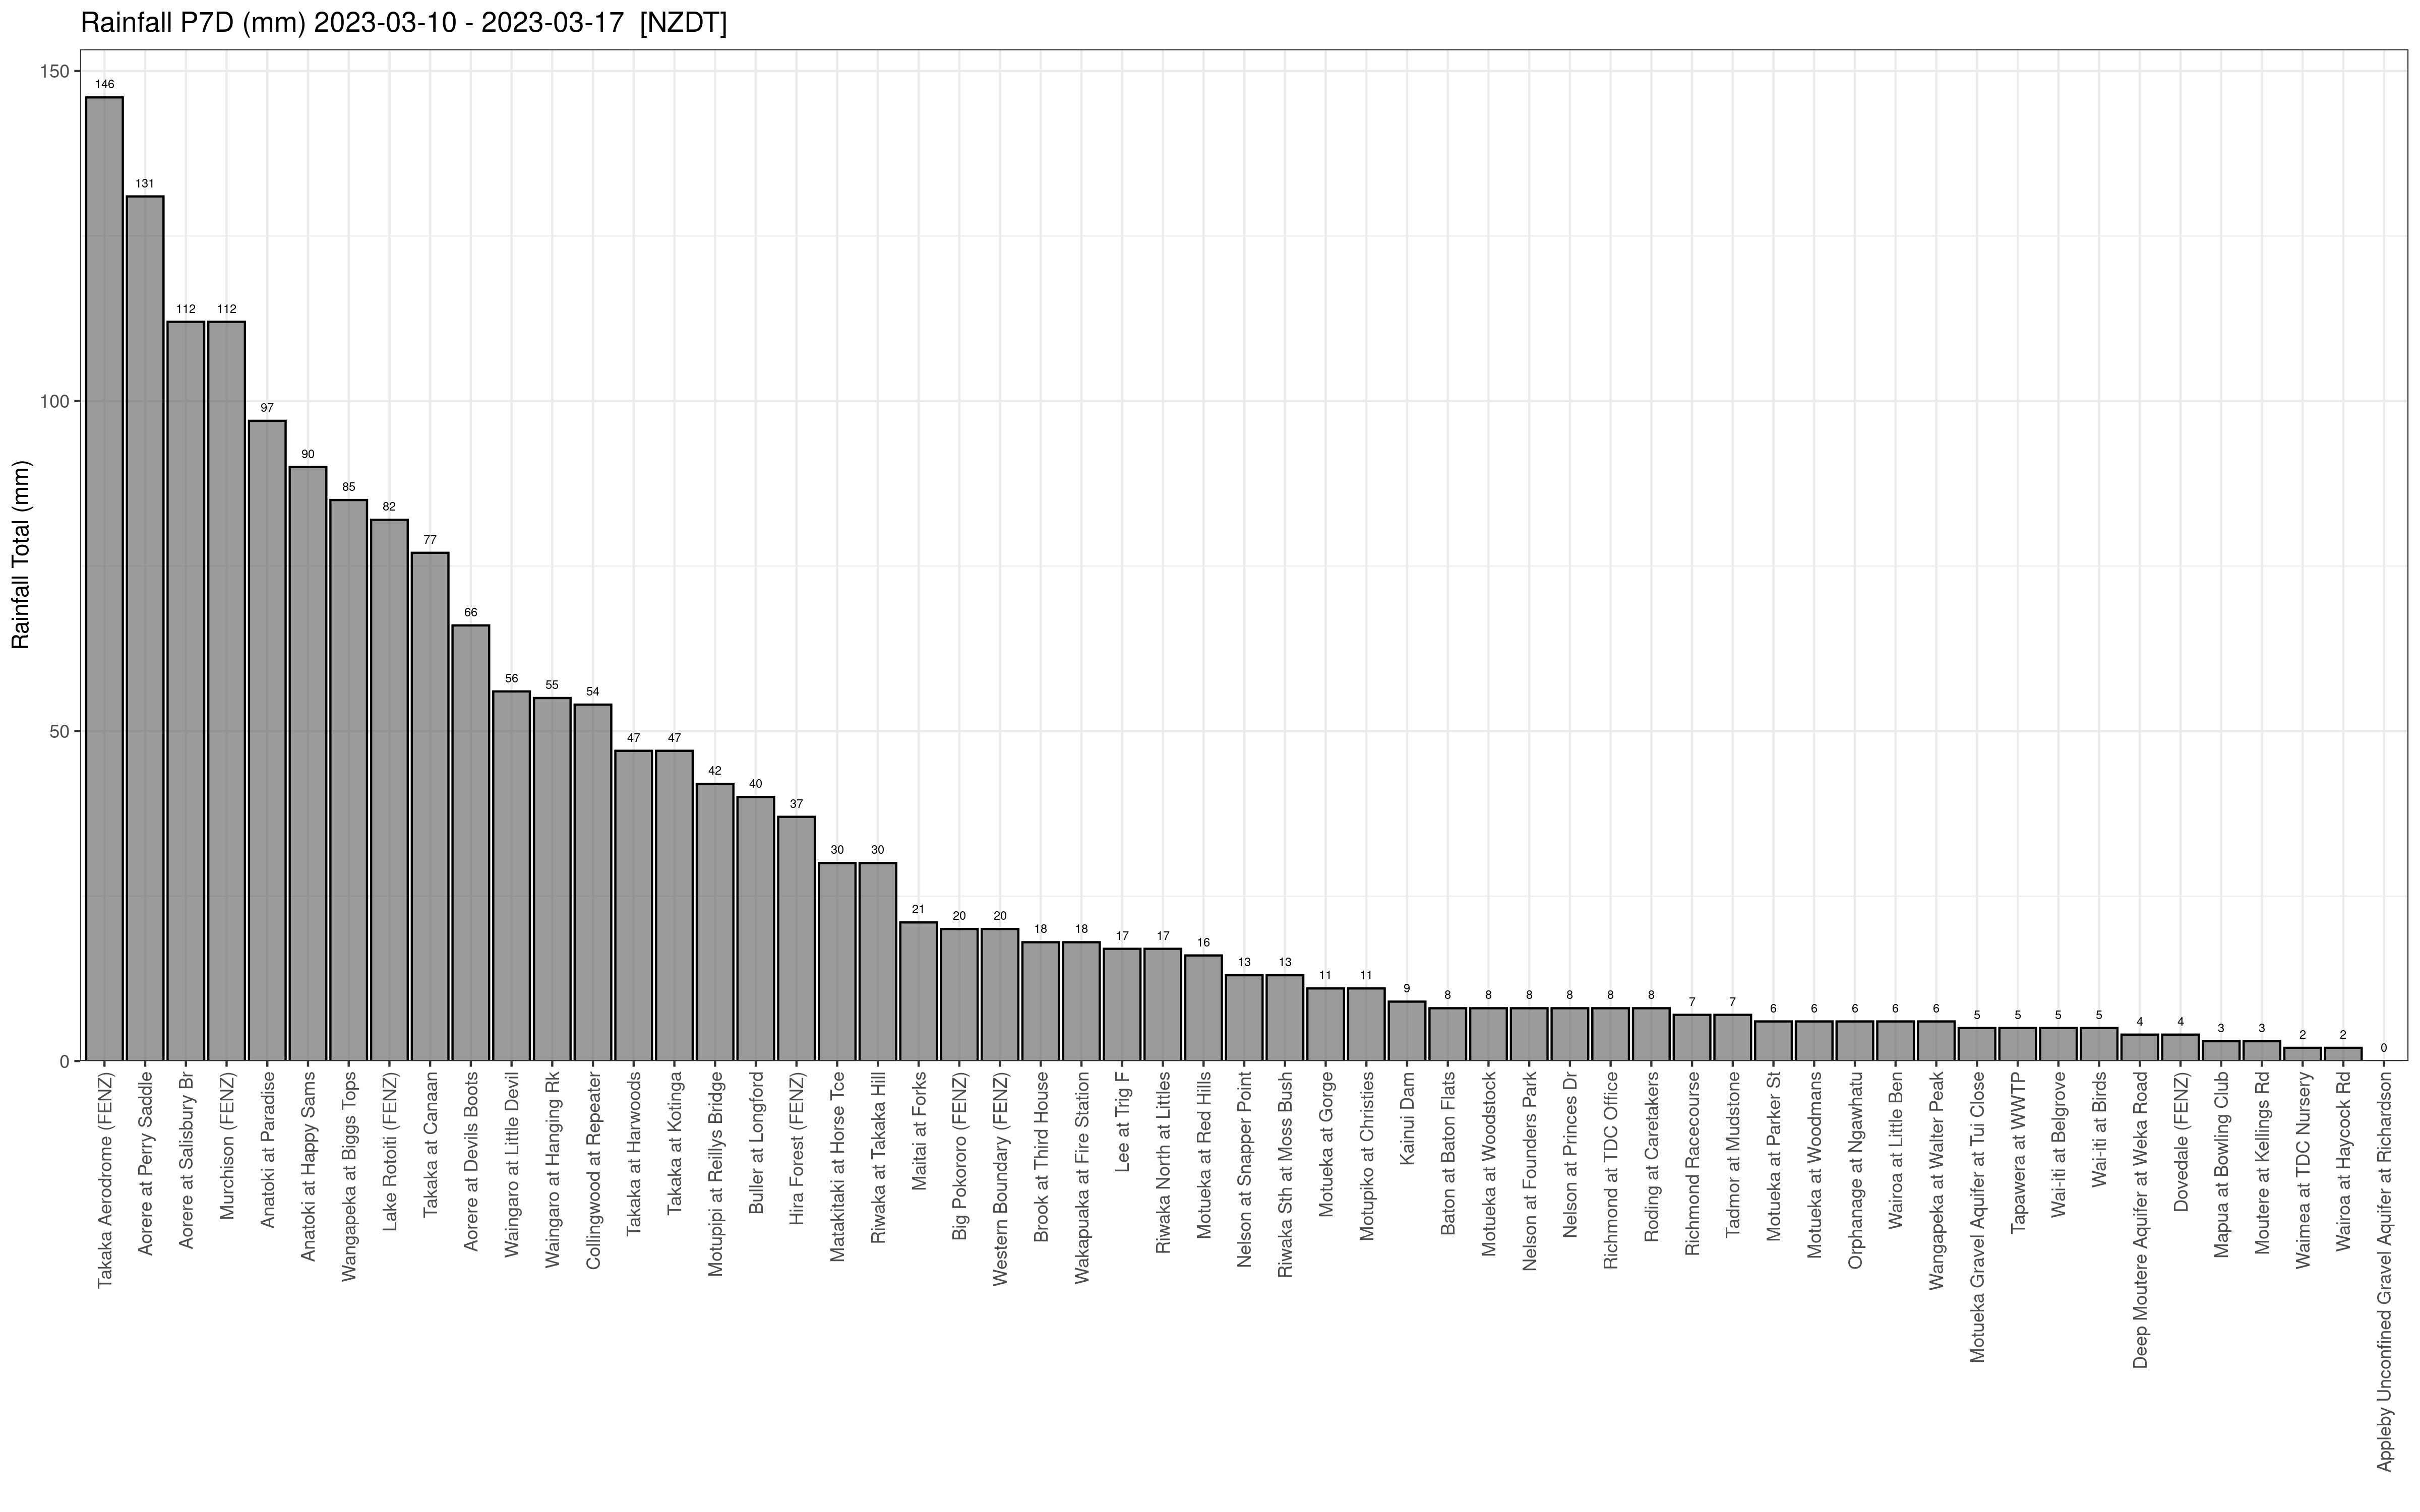 Rainfall P7D (mm) 2023-03-10 - 2023-03-17 [NZDT]
Rainfall Total (mm)
150
100
50
0
146
131
112
112
97
90
85
82
77
66
56
55
54
47
47
42
40
37
30
30
21
20
20
18
18
17
17
16
13
13
11
11
9
8
8
8
8
8
8
7
7
6
6
6
6
6
5
5
5
5
4
4
3
3
2
2
0
Takaka Aerodrome (FENZ)
Aorere at Perry Saddle
Aorere at Salisbury Br
Murchison (FENZ)
Anatoki at Paradise
Anatoki at Happy Sams
Wangapeka at Biggs Tops
Lake Rotoiti (FENZ)
Takaka at Canaan
Aorere at Devils Boots
Waingaro at Little Devil
Waingaro at Hanging Rk
Collingwood at Repeater
Takaka at Harwoods
Takaka at Kotinga
Motupipi at Reillys Bridge
Buller at Longford
Hira Forest (FENZ)
Matakitaki at Horse Tce
Riwaka at Takaka Hill
Maitai at Forks
Big Pokororo (FENZ)
Western Boundary (FENZ)
Brook at Third House
Wakapuaka at Fire Station
Lee at Trig F
Riwaka North at Littles
Motueka at Red Hills
Nelson at Snapper Point
Riwaka Sth at Moss Bush
Motueka at Gorge
Motupiko at Christies
Kainui Dam
Baton at Baton Flats
Motueka at Woodstock
Nelson at Founders Park
Nelson at Princes Dr
Richmond at TDC Office
Roding at Caretakers
Richmond Racecourse
Tadmor at Mudstone
Motueka at Parker St
Motueka at Woodmans
Orphanage at Ngawhatu
Wairoa at Little Ben
Wangapeka at Walter Peak
Motueka Gravel Aquifer at Tui Close
Tapawera at WWTP
Wai-iti at Belgrove
Wai-iti at Birds
Deep Moutere Aquifer at Weka Road
Dovedale (FENZ)
Mapua at Bowling Club
Moutere at Kellings Rd
Waimea at TDC Nursery
Wairoa at Haycock Rd
Appleby Unconfined Gravel Aquifer at Richardson